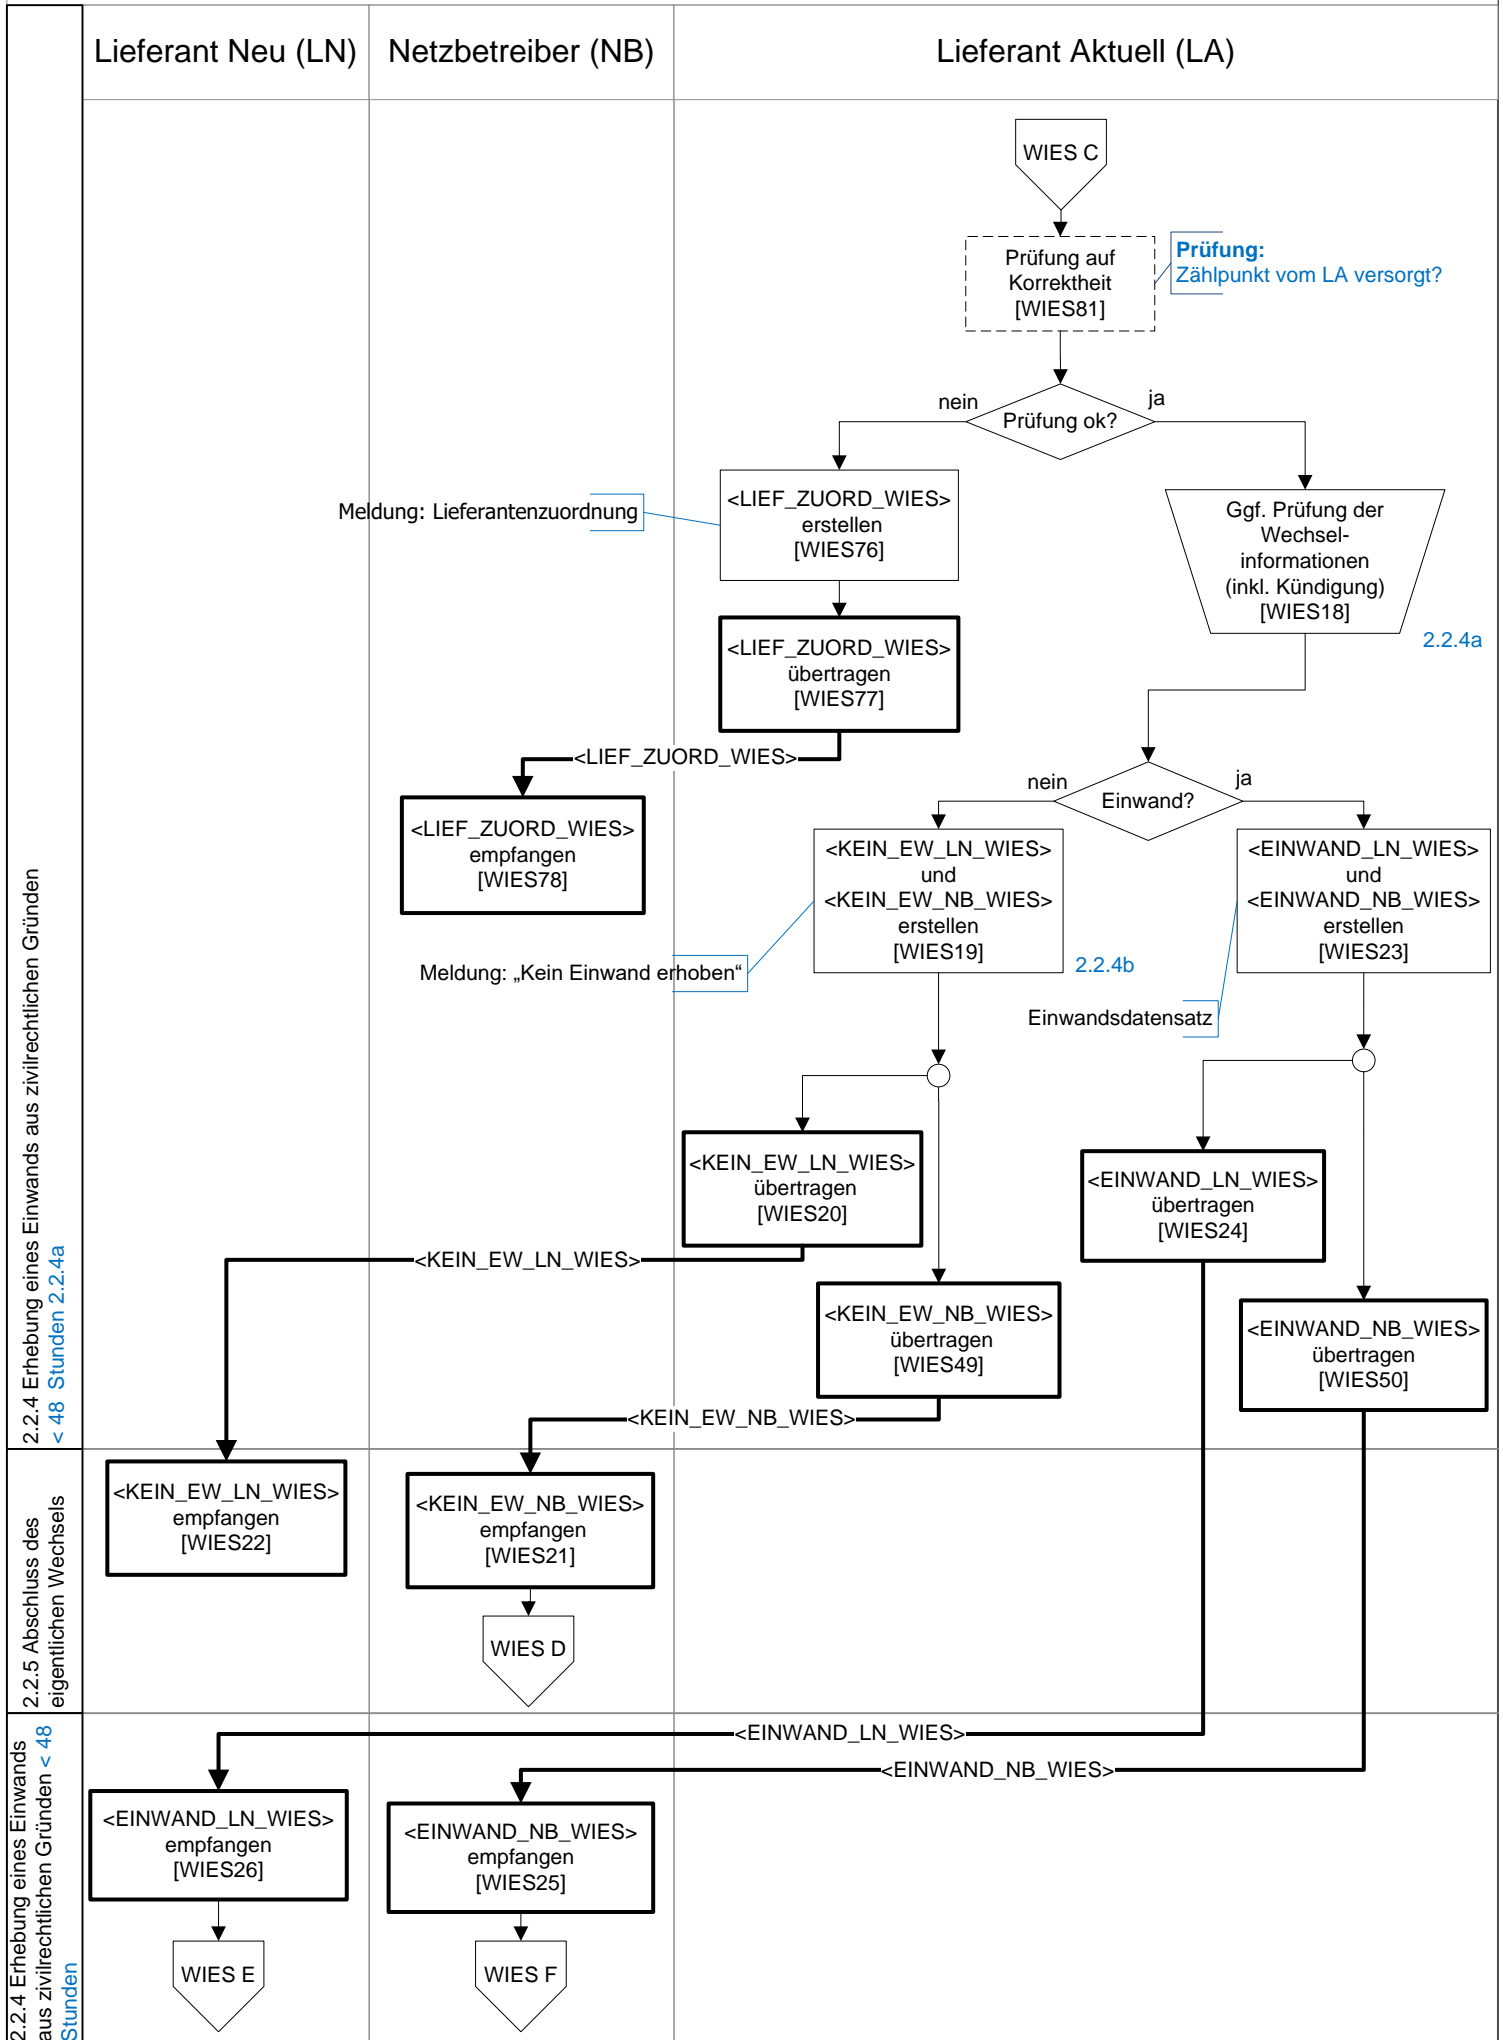 Lieferant Neu (LN)
Netzbetreiber (NB)
Lieferant Aktuell (LA)
WIES C
Prüfung auf
Korrektheit
[WIES81]
Prüfung:
Zählpunkt vom LA versorgt?
nein
Prüfung ok?
ja
Meldung: Lieferantenzuordnung
<LIEF_ZUORD_WIES>
erstellen
[WIES76]
Ggf. Prüfung der
Wechsel-
informationen
(inkl. Kündigung)
[WIES18]
2.2.4a
<LIEF_ZUORD_WIES>
übertragen
[WIES77]
<LIEF_ZUORD_WIES>
<LIEF_ZUORD_WIES>
empfangen
[WIES78]
nein
Einwand?
ja
<KEIN_EW_LN_WIES>
und
<KEIN_EW_NB_WIES>
erstellen
[WIES19]
2.2.4b
Meldung: „Kein Einwand erhoben“
<EINWAND_LN_WIES>
und
<EINWAND_NB_WIES>
erstellen
[WIES23]
Einwandsdatensatz
<KEIN_EW_LN_WIES>
übertragen
[WIES20]
<EINWAND_LN_WIES>
übertragen
[WIES24]
<KEIN_EW_LN_WIES>
<KEIN_EW_NB_WIES>
übertragen
[WIES49]
<EINWAND_NB_WIES>
übertragen
[WIES50]
<KEIN_EW_NB_WIES>
2.2.4 Erhebung eines Einwands aus zivilrechtlichen Gründen
< 48 Stunden 2.2.4a
<KEIN_EW_LN_WIES>
empfangen
[WIES22]
<KEIN_EW_NB_WIES>
empfangen
[WIES21]
WIES D
2.2.5 Abschluss des
eigentlichen Wechsels
<EINWAND_LN_WIES>
<EINWAND_NB_WIES>
<EINWAND_LN_WIES>
empfangen
[WIES26]
<EINWAND_NB_WIES>
empfangen
[WIES25]
WIES E
WIES F
2.2.4 Erhebung eines Einwands
aus zivilrechtlichen Gründen < 48
Stunden